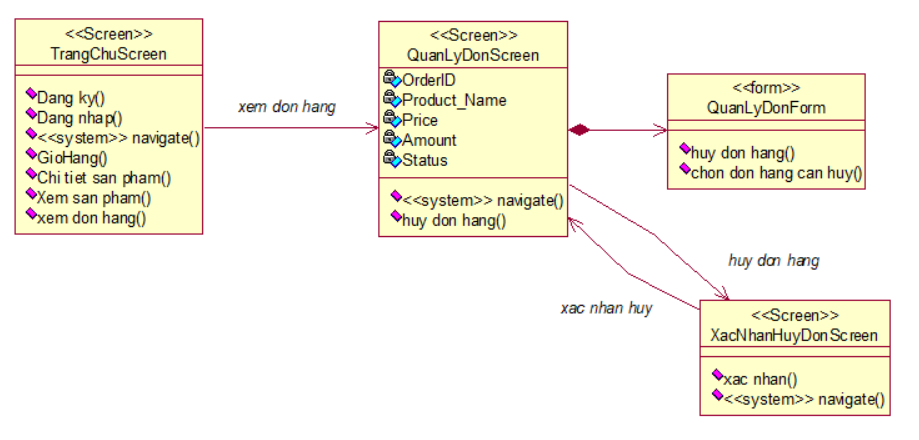 <<Screen>>
TrangChuScreen
Dang ky()
Dang nhap()
<<system>> navigate()
GioHang()
Chi tiet san pham()
Xem san pham()
xem don hang()
xem don hang
<<Screen>>
QuanLyDonScreen
OrderID
Product_Name
Price
Amount
Status
<<system>> navigate()
huy don hang()
<<form>>
QuanLyDonForm
huy don hang()
chon don hang can huy()
huy don hang
xac nhan huy
<<Screen>>
XacNhanHuyDonScreen
xac nhan()
<<system>> navigate()